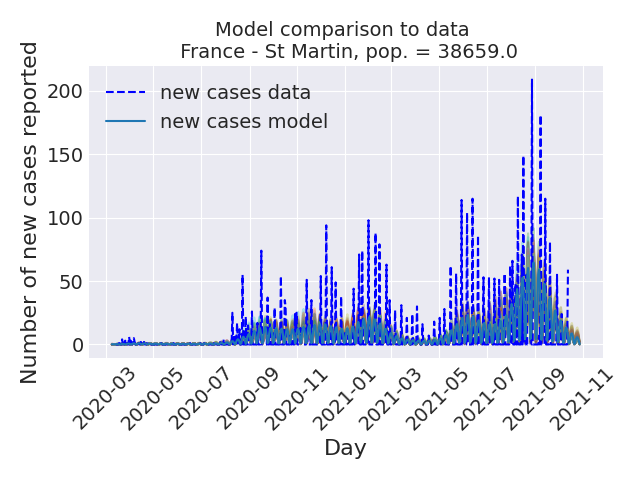 Model comparison to data
France - St Martin, pop. = 38659.0
Number of new cases reported
200
150
100
50
0
new cases data
new cases model
2020-03
2020-05
2020-07
2020-09
2020-11
2021-01
2021-03
2021-05
2021-07
2021-09
2021-11
Day